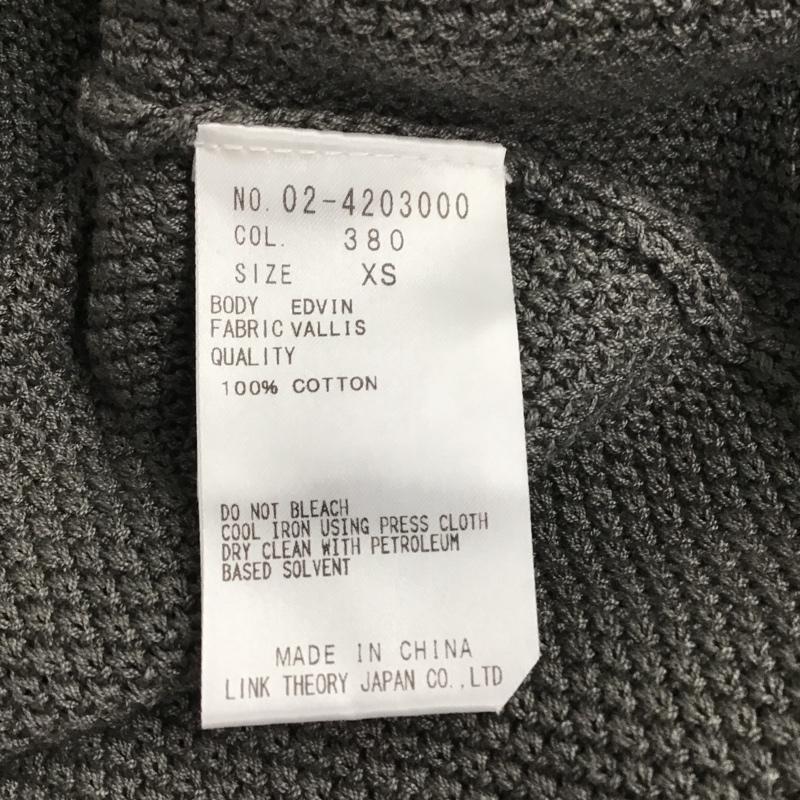 NO. 02-4203000
COL. 380
SIZE XS
BODY EDVIN
FABRIC VALLIS
QUALITY
100% COTTON
DO NOT BLEACH
COOL IRON USING PRESS CLOTH
DRY CLEAN WITH PETROLEUM
BASED SOLVENT
MADE IN CHINA
LINK THEORY JAPAN CO.,LTD